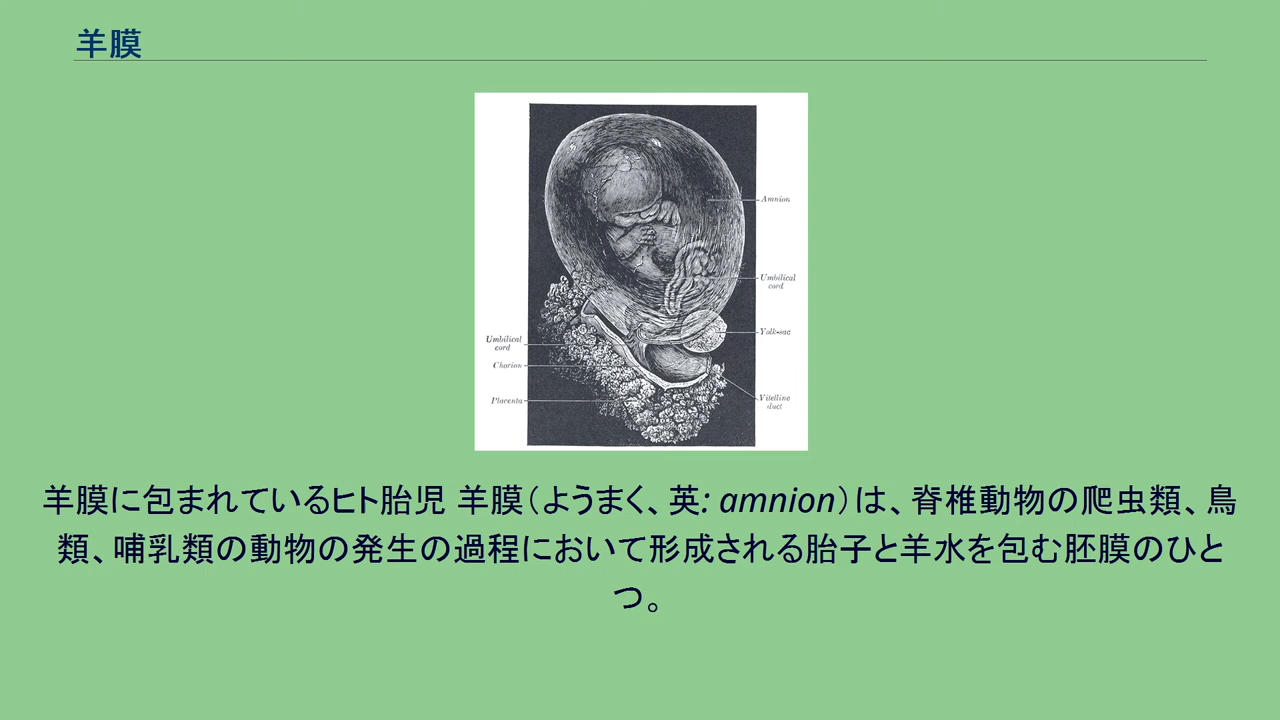 羊膜
Amnion
Umbilical
cord
Yolk-sac
Umbilical
cord
Chorion
Placenta
Vitelline
duct
羊膜に包まれているヒト胎児 羊膜（ようまく、英: amnion）は、脊椎動物の爬虫類、鳥
類、哺乳類の動物の発生の過程において形成される胎子と羊水を包む胚膜のひと
つ。